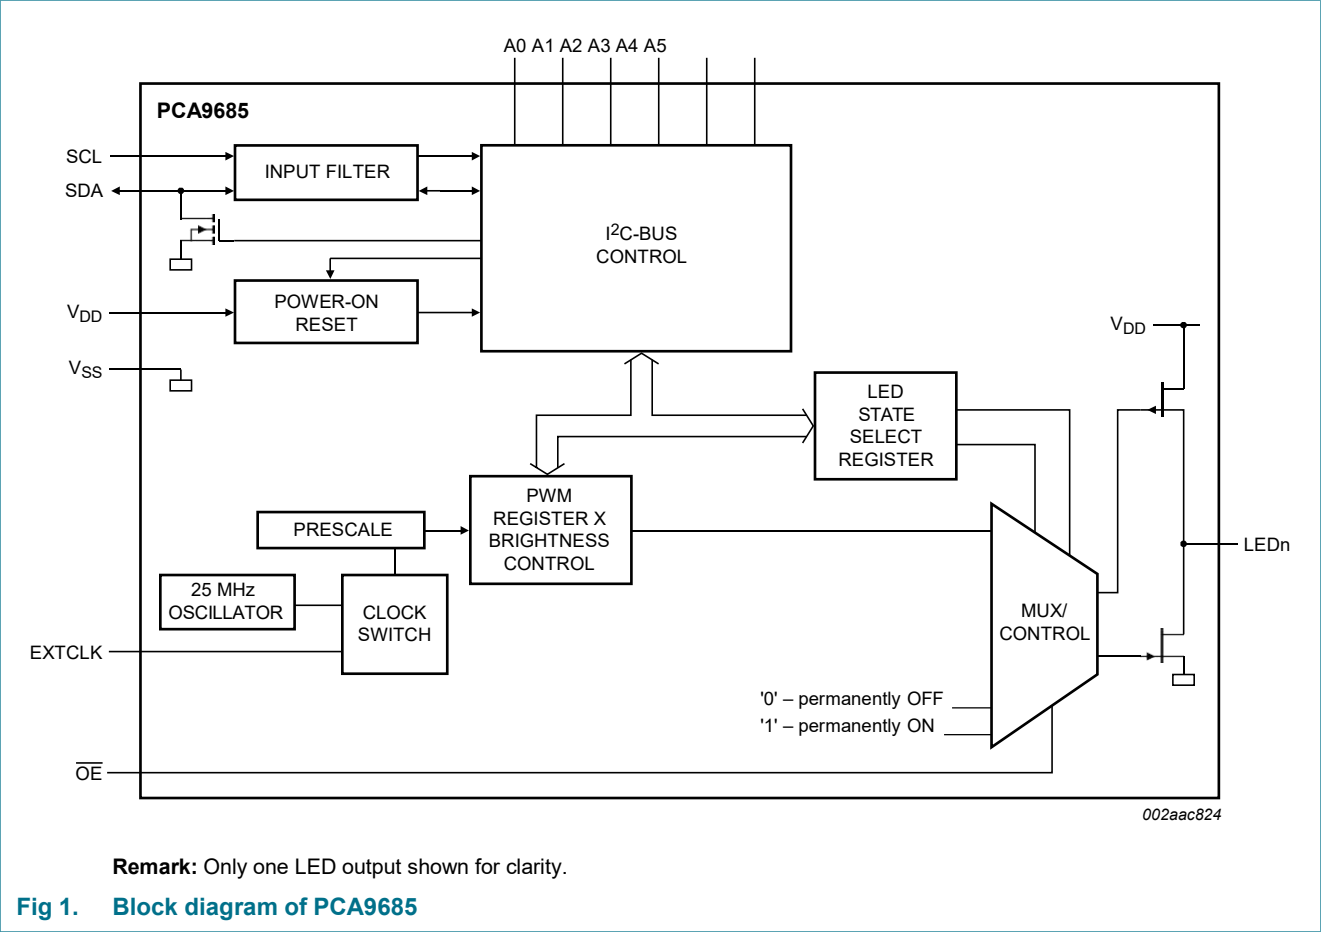 A0 A1 A2 A3 A4 A5
PCA9685
SCL
SDA
INPUT FILTER
I2C-BUS
CONTROL
VDD
POWER-ON
RESET
VSS
VDD
LED
STATE
SELECT
REGISTER
PWM
REGISTER X
BRIGHTNESS
CONTROL
PRESCALE
25 MHz
OSCILLATOR
CLOCK
SWITCH
EXTCLK
LEDn
MUX/
CONTROL
'0' – permanently OFF
'1' – permanently ON
OE
002aac824
Remark: Only one LED output shown for clarity.
Fig 1. Block diagram of PCA9685